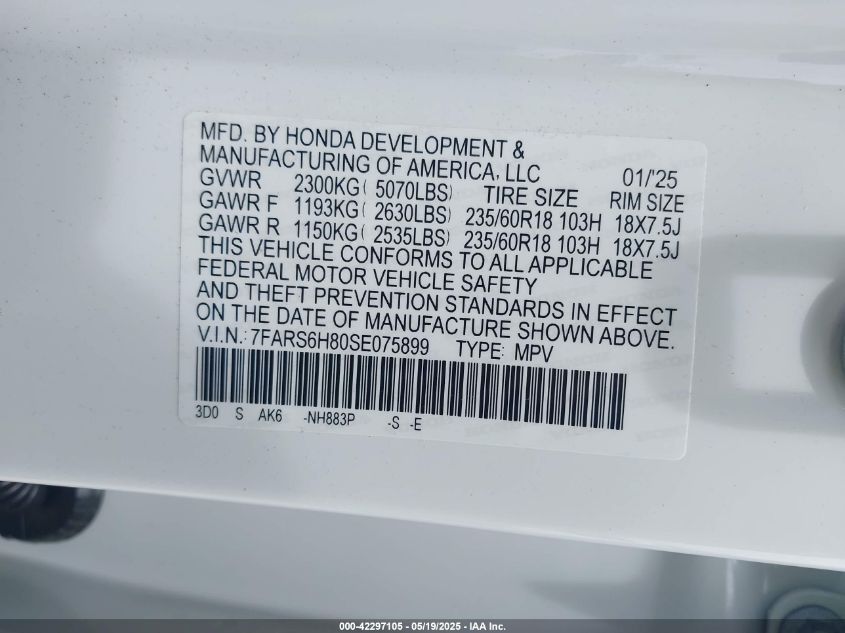 MFD. BY HONDA DEVELOPMENT &
MANUFACTURING OF AMERICA, LLC 01/'25
GVWR 2300KG( 5070LBS) TIRE SIZE RIM SIZE
GAWR F 1193KG( 2630LBS) 235/60R18 103H 18X7.5J
GAWR R 1150KG( 2535LBS) 235/60R18 103H 18X7.5J
THIS VEHICLE CONFORMS TO ALL APPLICABLE
FEDERAL MOTOR VEHICLE SAFETY
AND THEFT PREVENTION STANDARDS IN EFFECT
ON THE DATE OF MANUFACTURE SHOWN ABOVE.
V.I.N.: 7FARS6H80SE075899 TYPE: MPV
3D0 S AK6 -NH883P -S -E
000-42297105 - 05/19/2025 - IAA Inc.